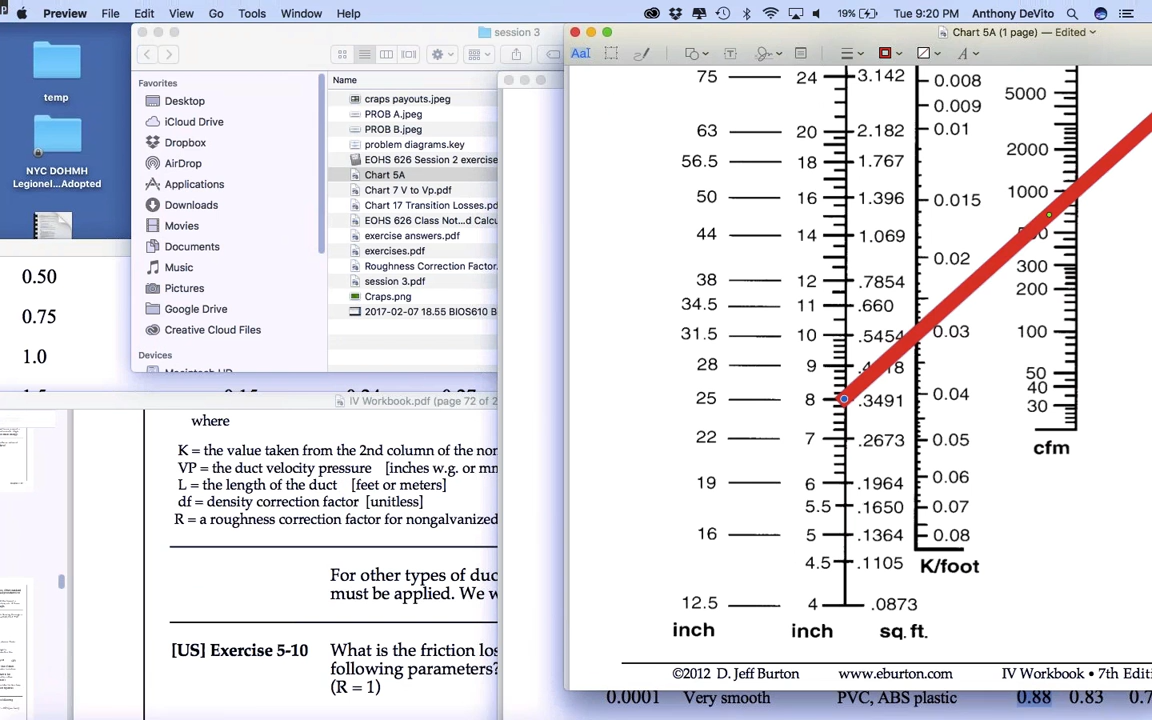 Preview File Edit View Go Tools Window Help 19% Tue 9:20 PM Anthony DeVito
temp
NYC DOHMH
Legionel...Adopted
session 3
Favorites
Desktop
iCloud Drive
Dropbox
AirDrop
Applications
Downloads
Movies
Documents
Music
Pictures
Google Drive
Creative Cloud Files
Devices
Name
craps payouts.jpeg
PROB A.jpeg
PROB B.jpeg
problem diagrams.key
EOHS 626 Session 2 exercise
Chart 5A
Chart 7 V to Vp.pdf
Chart 17 Transition Losses.pd
EOHS 626 Class Not...d Calcu
exercise answers.pdf
exercises.pdf
Roughness Correction Factor.
session 3.pdf
Craps.png
2017-02-07 18.55 BIOS610 B
0.50
0.75
1.0
IV Workbook.pdf (page 72 of 2
where
K = the value taken from the 2nd column of the nom
VP = the duct velocity pressure [inches w.g. or mm
L = the length of the duct [feet or meters]
df = density correction factor [unitless]
R = a roughness correction factor for nongalvanized
For other types of duc
must be applied. We w
[US] Exercise 5-10 What is the friction los
following parameters?
(R = 1)
Chart 5A (1 page) — Edited
75 24 3.142 0.008 5000
0.009
63 20 2.182 0.01 2000
56.5 18 1.767
50 16 1.396 0.015 1000
44 14 1.069
0.02 300
38 12 .7854 200
34.5 11 .660
31.5 10 .5454 0.03 100
28 9
50
25 8 .3491 0.04 40
30
22 7 .2673 0.05 cfm
19 6 .1964 0.06
5.5 .1650 0.07
16 5 .1364 0.08
4.5 .1105 K/foot
12.5 4 .0873
inch inch sq. ft.
©2012 D. Jeff Burton www.eburton.com IV Workbook • 7th Editi
0.0001 Very smooth PVC, ABS plastic 0.88 0.83